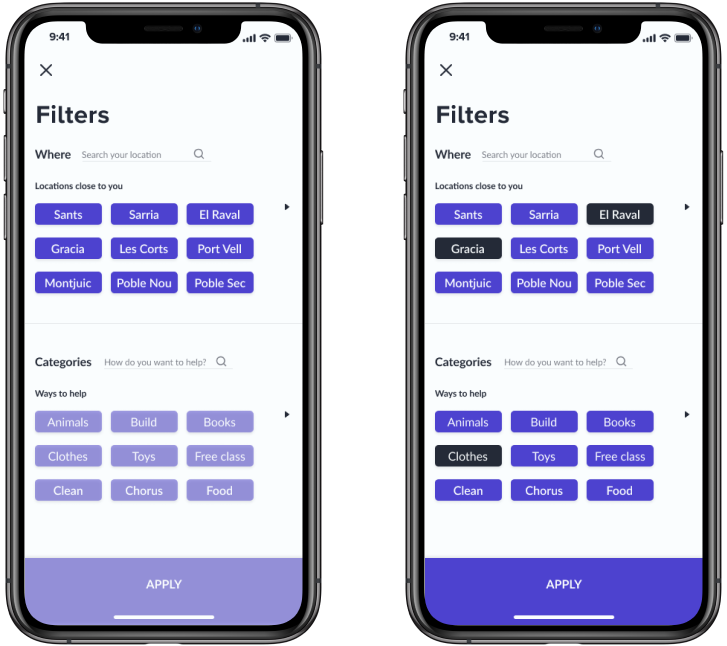 9:41
Filters
Where Search your location
Locations close to you
Sants Sarria El Raval
Gracia Les Corts Port Vell
Montjuic Poble Nou Poble Sec
Categories How do you want to help?
Ways to help
Animals Build Books
Clothes Toys Free class
Clean Chorus Food
APPLY
9:41
Filters
Where Search your location
Locations close to you
Sants Sarria El Raval
Gracia Les Corts Port Vell
Montjuic Poble Nou Poble Sec
Categories How do you want to help?
Ways to help
Animals Build Books
Clothes Toys Free class
Clean Chorus Food
APPLY